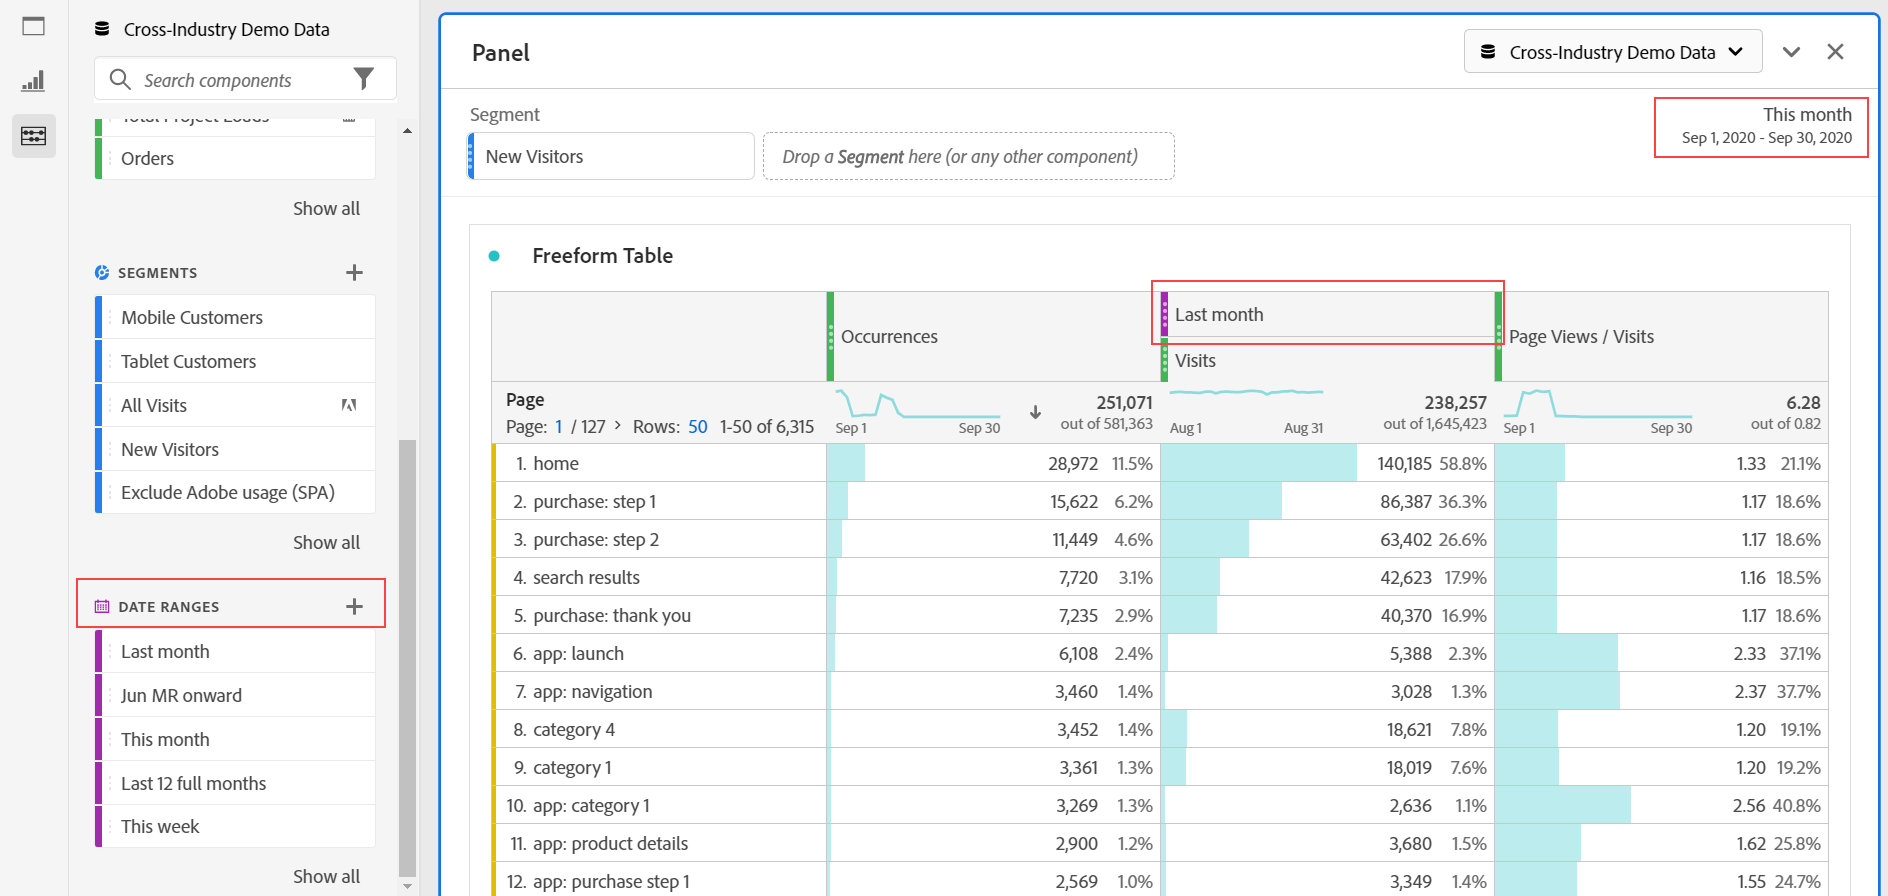 Cross-Industry Demo Data
Search components
Total Project Loads
Orders
Show all
SEGMENTS
Mobile Customers
Tablet Customers
All Visits
New Visitors
Exclude Adobe usage (SPA)
Show all
DATE RANGES
Last month
Jun MR onward
This month
Last 12 full months
This week
Show all
Panel
Cross-Industry Demo Data
Segment
New Visitors
Drop a Segment here (or any other component)
This month
Sep 1, 2020 - Sep 30, 2020
Freeform Table
Occurrences
Last month
Visits
Page Views / Visits
Page
Page: 1 / 127 > Rows: 50 1-50 of 6,315
Sep 1 Sep 30
251,071
out of 581,363
Aug 1 Aug 31
238,257
out of 1,645,423
Sep 1 Sep 30
6.28
out of 0.82
1. home 28,972 11.5% 140,185 58.8% 1.33 21.1%
2. purchase: step 1 15,622 6.2% 86,387 36.3% 1.17 18.6%
3. purchase: step 2 11,449 4.6% 63,402 26.6% 1.17 18.6%
4. search results 7,720 3.1% 42,623 17.9% 1.16 18.5%
5. purchase: thank you 7,235 2.9% 40,370 16.9% 1.17 18.6%
6. app: launch 6,108 2.4% 5,388 2.3% 2.33 37.1%
7. app: navigation 3,460 1.4% 3,028 1.3% 2.37 37.7%
8. category 4 3,452 1.4% 18,621 7.8% 1.20 19.1%
9. category 1 3,361 1.3% 18,019 7.6% 1.20 19.2%
10. app: category 1 3,269 1.3% 2,636 1.1% 2.56 40.8%
11. app: product details 2,900 1.2% 3,680 1.5% 1.62 25.8%
12. app: purchase step 1 2,569 1.0% 3,349 1.4% 1.55 24.7%